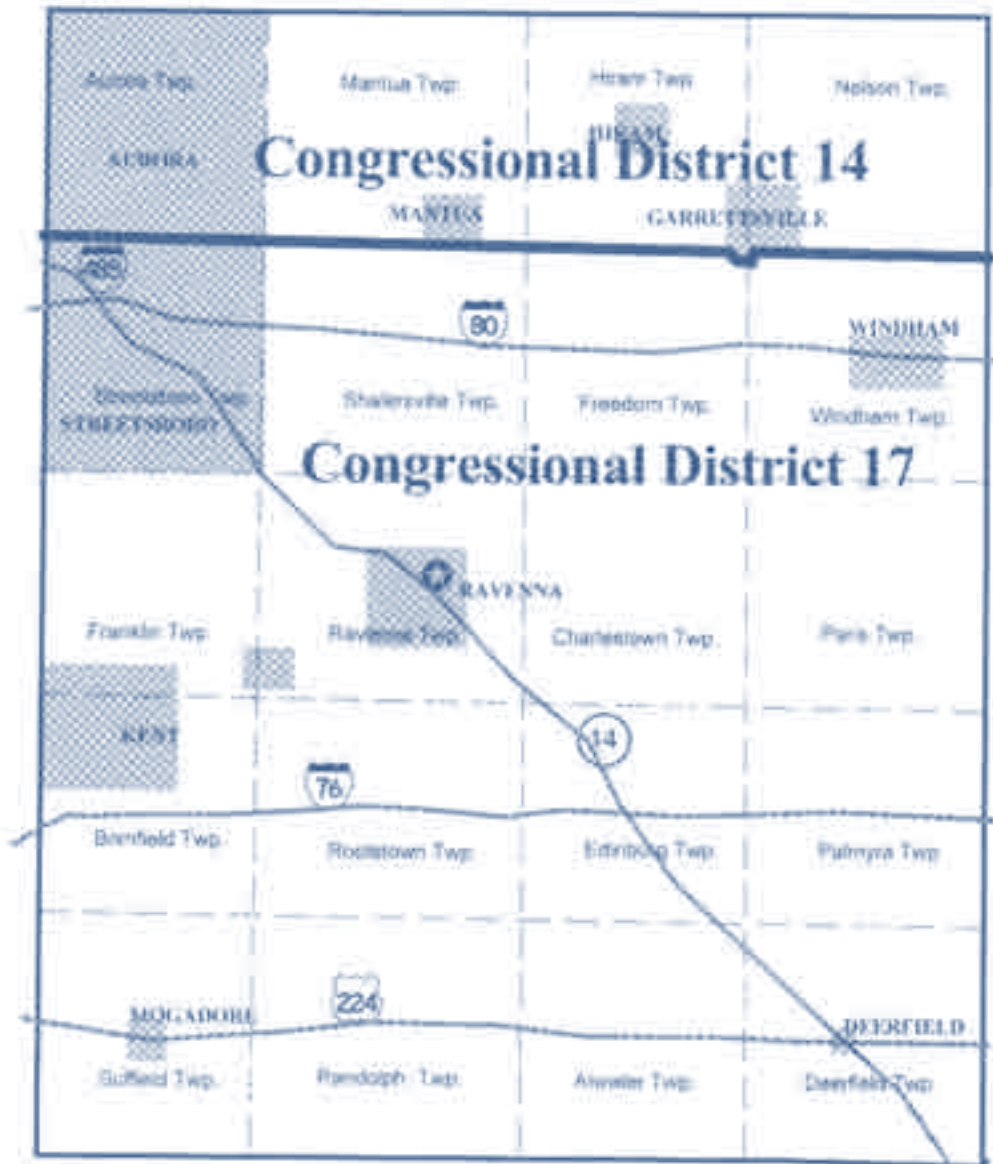 Aurora Twp.
Mantua Twp.
Hiram Twp.
Nelson Twp.
HIRAM
AURORA
Congressional District 14
MANTUA
GARRETTSVILLE
480
80
WINDHAM
Streetsboro Twp.
Shalersville Twp.
Freedom Twp.
Windham Twp.
STREETSBORO
Congressional District 17
RAVENNA
Franklin Twp.
Ravenna Twp.
Charlestown Twp.
Paris Twp.
KENT
14
76
Brimfield Twp.
Rootstown Twp.
Edinburg Twp.
Palmyra Twp.
224
MOGADORE
DEERFIELD
Suffield Twp.
Randolph Twp.
Atwater Twp.
Deerfield Twp.